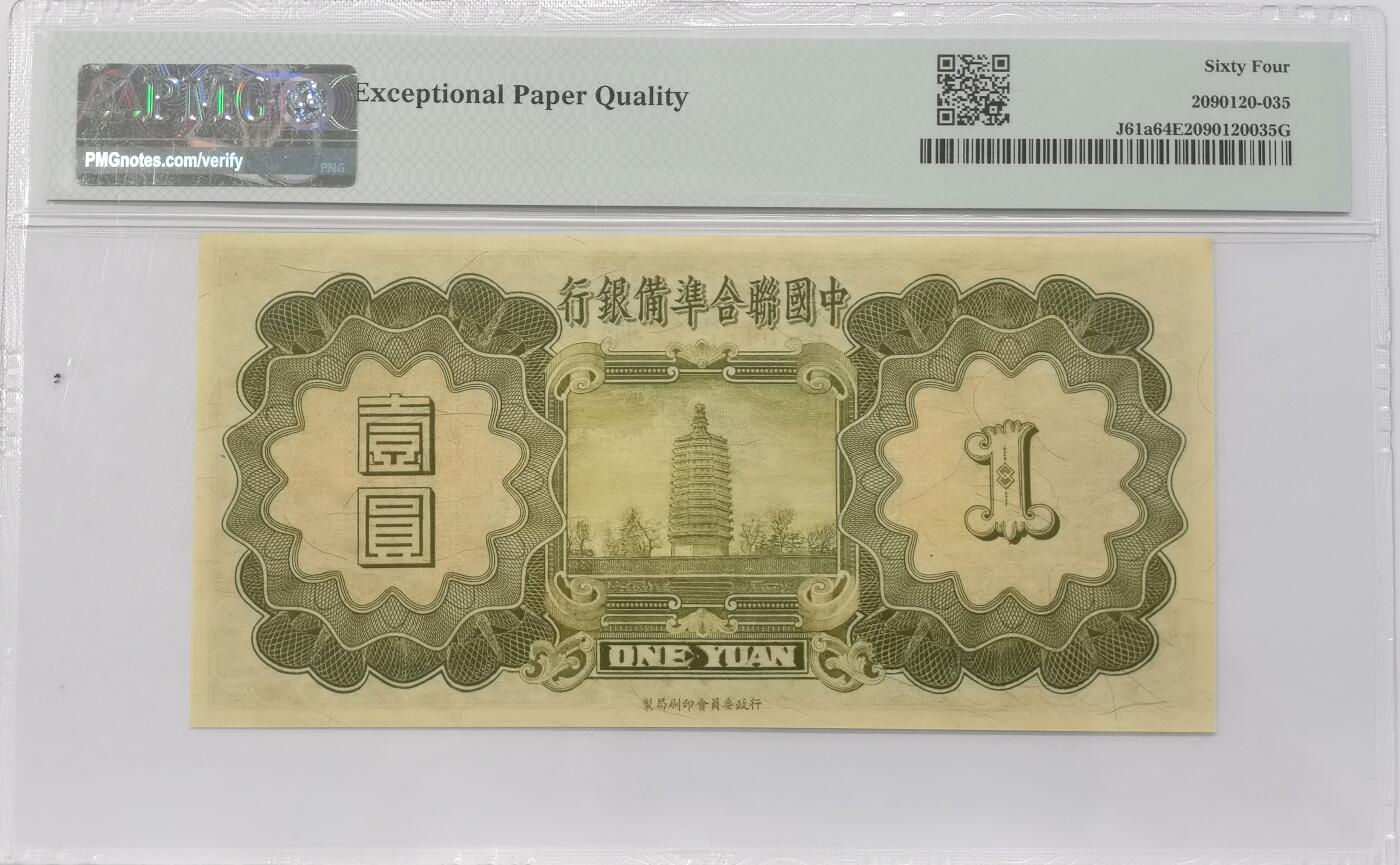 PMG
PMGnotes.com/verify
PNG
Exceptional Paper Quality
Sixty Four
2090120-035
J61a64E2090120035G
行銀備準合聯國中
壹圓
1
ONE YUAN
製局刷印會員委政行